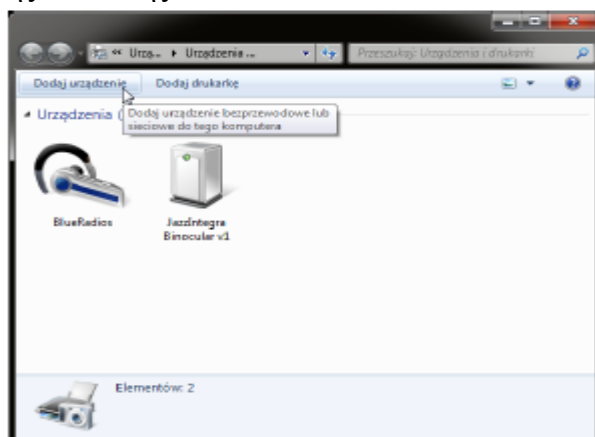 « Urzą... ▸ Urządzenia ...
Przeszukaj: Urządzenia i drukarki
Dodaj urządzenie
Dodaj drukarkę
Urządzenia (
Dodaj urządzenie bezprzewodowe lub
sieciowe do tego komputera
BlueRadios
JazzIntegra
Binocular v1
Elementów: 2